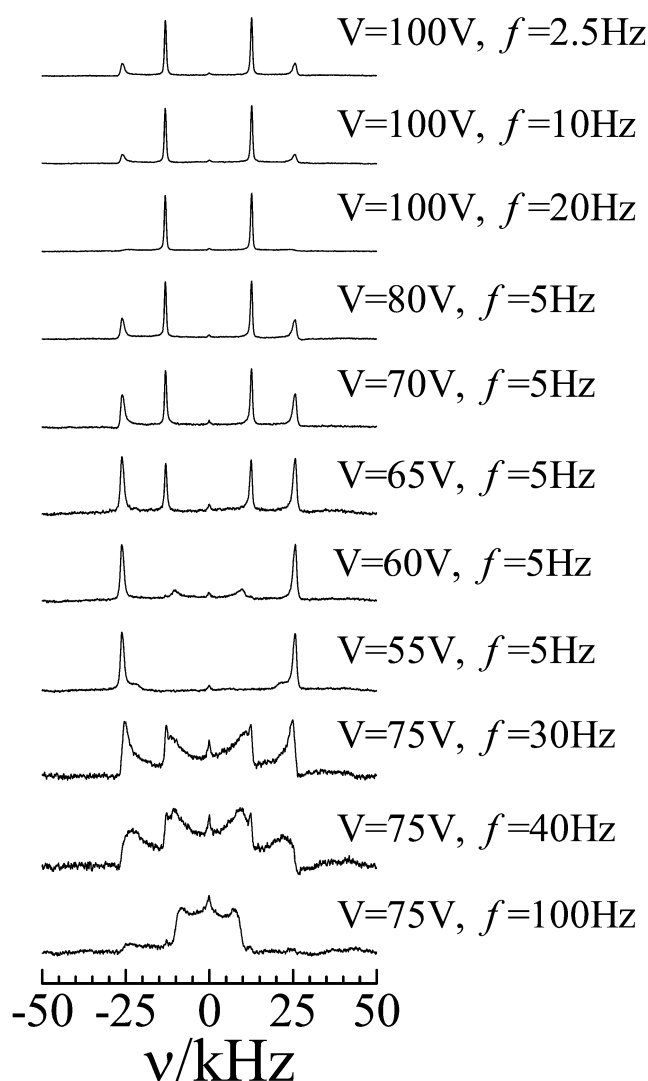 V=100V, f=2.5Hz
V=100V, f=10Hz
V=100V, f=20Hz
V=80V, f=5Hz
V=70V, f=5Hz
V=65V, f=5Hz
V=60V, f=5Hz
V=55V, f=5Hz
V=75V, f=30Hz
V=75V, f=40Hz
V=75V, f=100Hz
-50 -25 0 25 50
ν/kHz